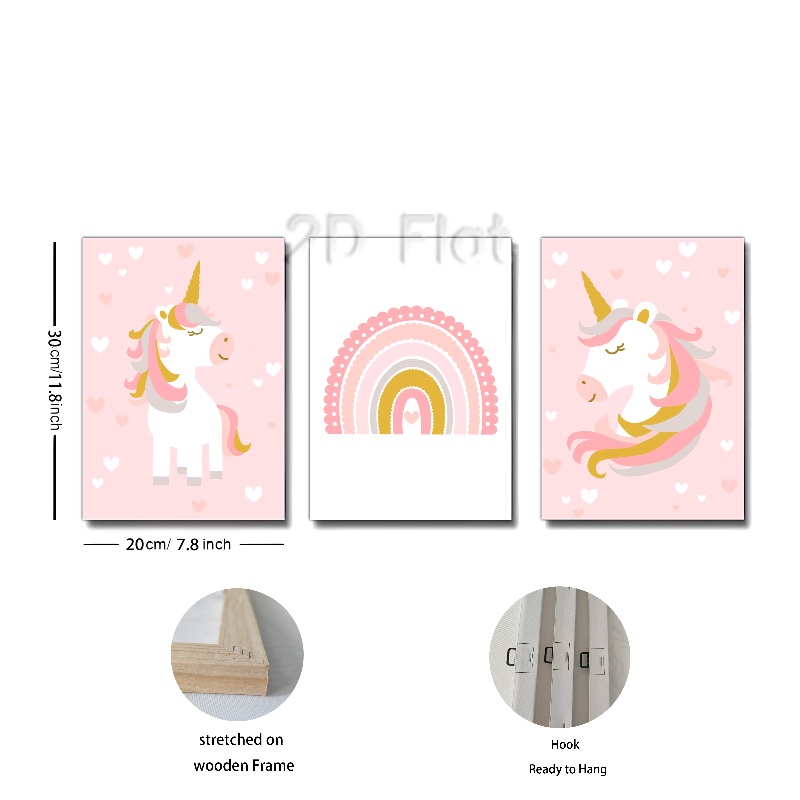 2D Flat
30cm/11.8inch
20cm/ 7.8 inch
stretched on
wooden Frame
Hook
Ready to Hang